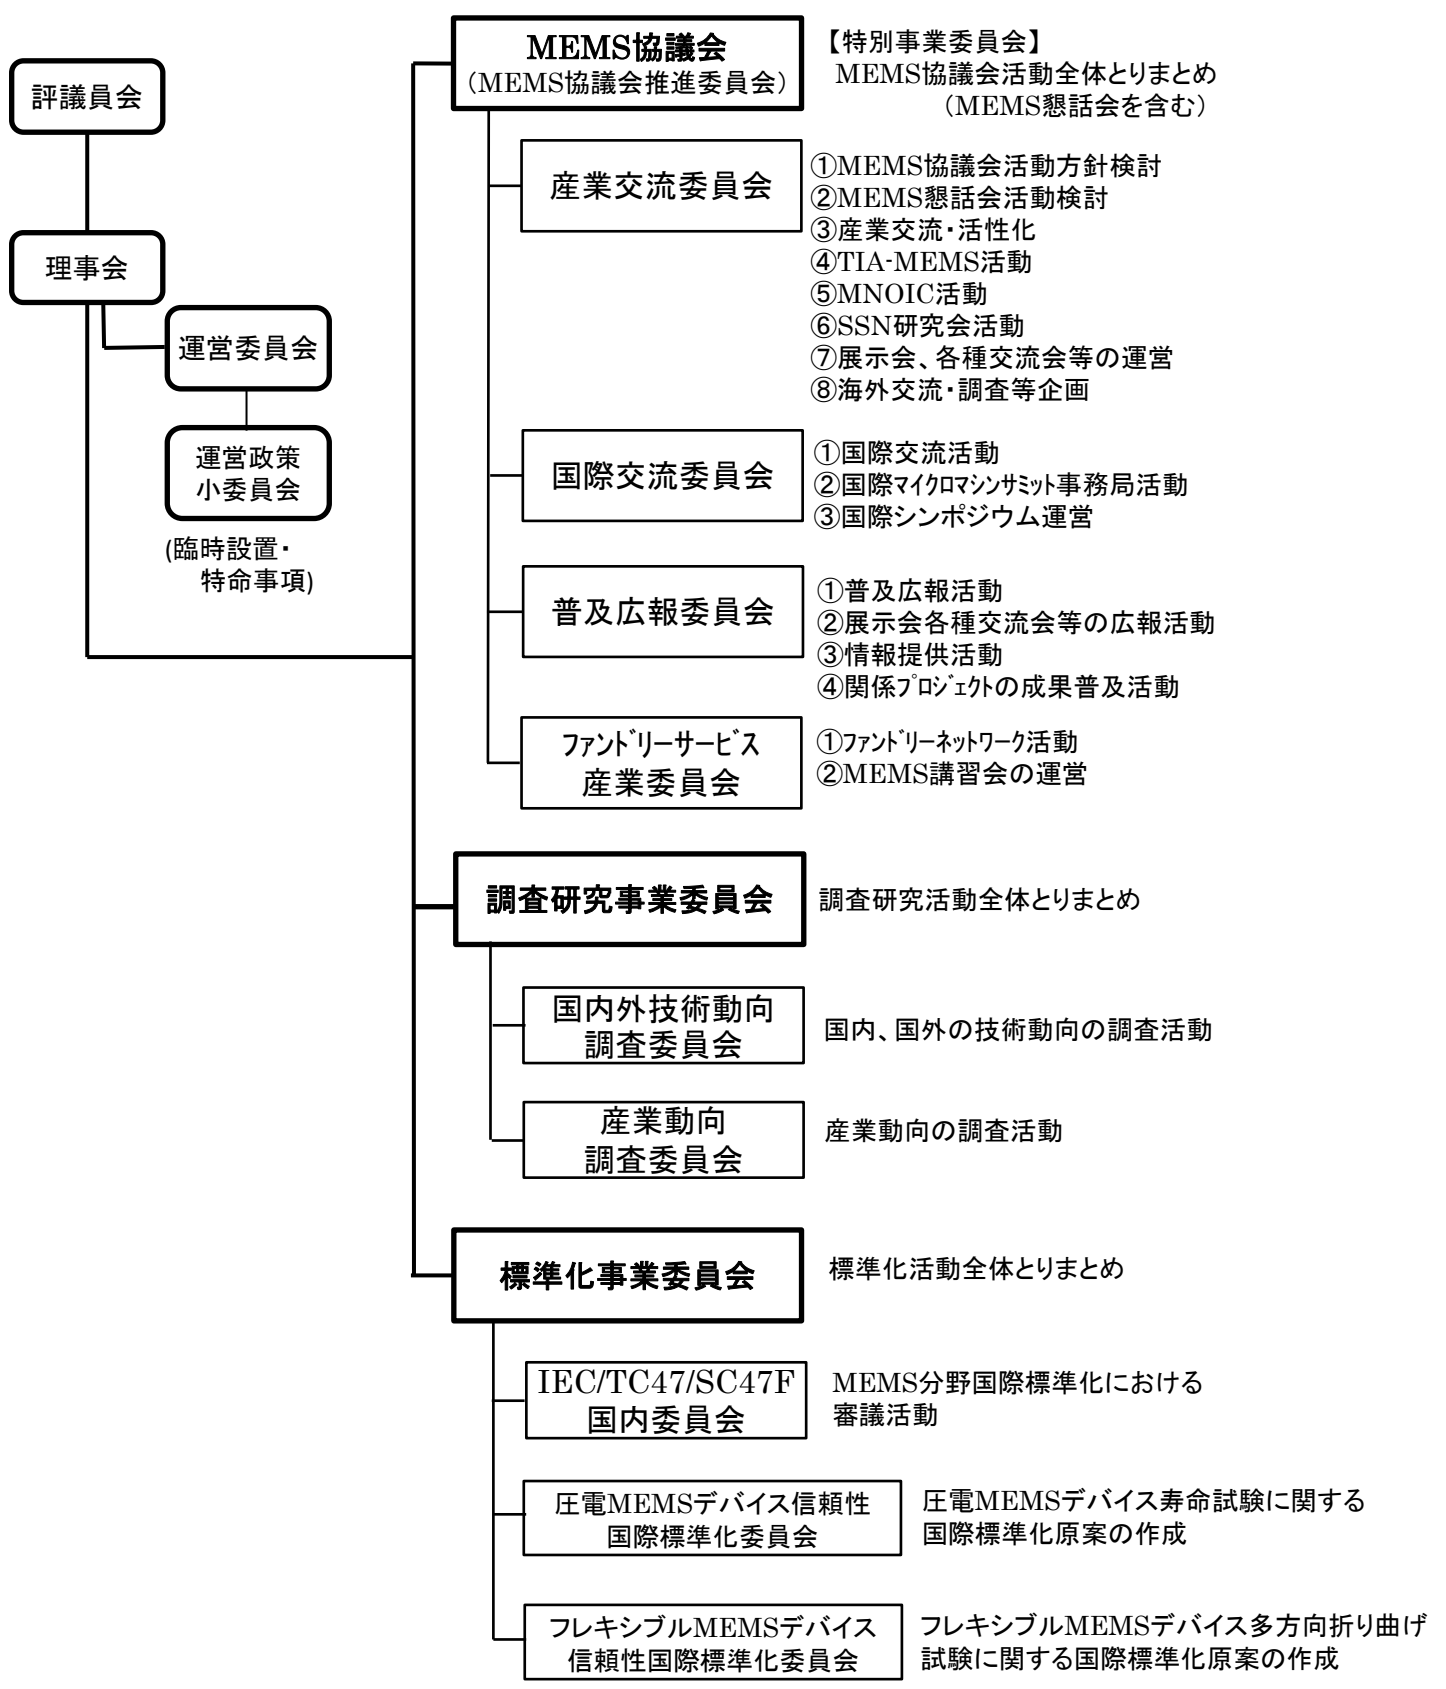 評議員会
理事会
運営委員会
運営政策
小委員会
(臨時設置・
特命事項)
MEMS協議会
（MEMS協議会推進委員会）
【特別事業委員会】
MEMS協議会活動全体とりまとめ
（MEMS懇話会を含む）
産業交流委員会
①MEMS協議会活動方針検討
②MEMS懇話会活動検討
③産業交流・活性化
④TIA-MEMS活動
⑤MNOIC活動
⑥SSN研究会活動
⑦展示会、各種交流会等の運営
⑧海外交流・調査等企画
国際交流委員会
①国際交流活動
②国際ﾏｲｸﾛﾏｼﾝｻﾐｯﾄ事務局活動
③国際シンポジウム運営
普及広報委員会
①普及広報活動
②展示会各種交流会等の広報活動
③情報提供活動
④関係ﾌﾟﾛｼﾞｪｸﾄの成果普及活動
ﾌｧﾝﾄﾞﾘｰｻｰﾋﾞｽ
産業委員会
①ﾌｧﾝﾄﾞﾘｰﾈｯﾄﾜｰｸ活動
②MEMS講習会の運営
調査研究事業委員会
調査研究活動全体とりまとめ
国内外技術動向
調査委員会
国内、国外の技術動向の調査活動
産業動向
調査委員会
産業動向の調査活動
標準化事業委員会
標準化活動全体とりまとめ
IEC/TC47/SC47F
国内委員会
MEMS分野国際標準化における
審議活動
圧電MEMSデバイス信頼性
国際標準化委員会
圧電MEMSデバイス寿命試験に関する
国際標準化原案の作成
フレキシブルMEMSデバイス
信頼性国際標準化委員会
フレキシブルMEMSデバイス多方向折り曲げ
試験に関する国際標準化原案の作成